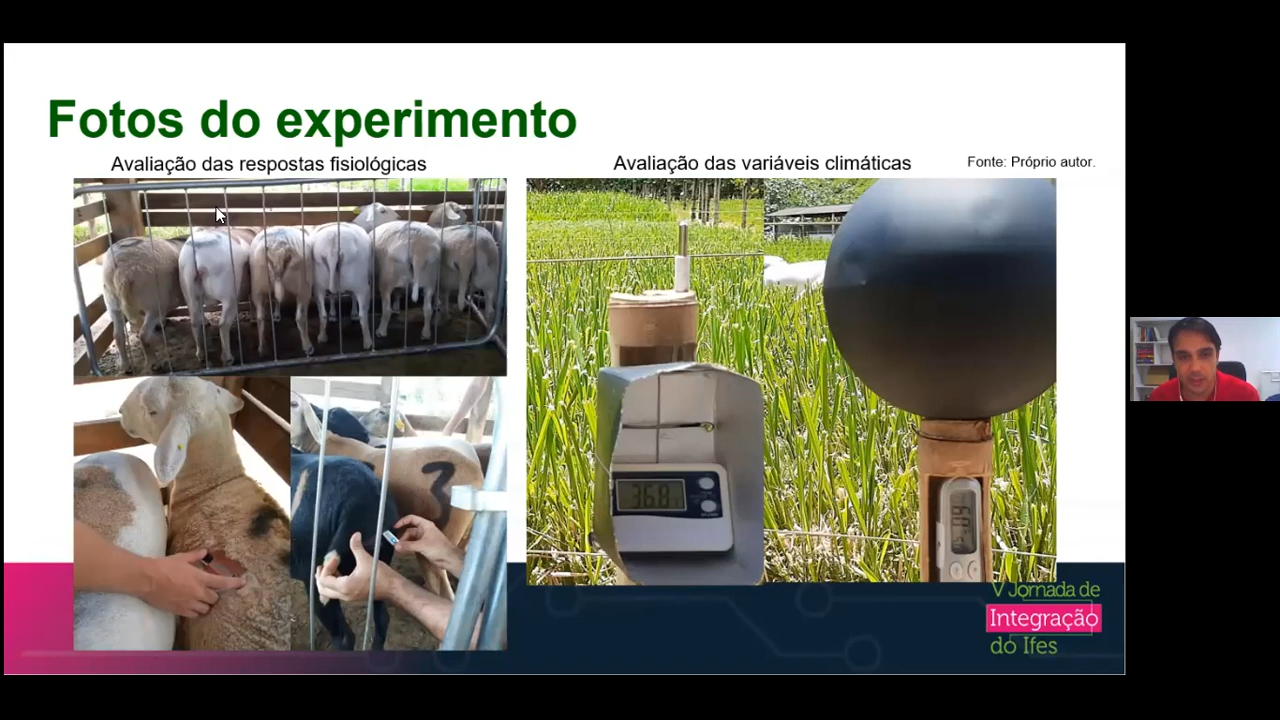 Fotos do experimento
Avaliação das respostas fisiológicas
Avaliação das variáveis climáticas
Fonte: Próprio autor.
3
36.8
V Jornada de
Integração
do Ifes